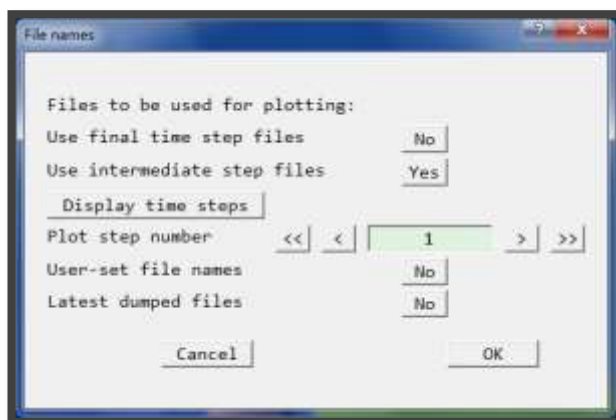 File names
? X
Files to be used for plotting:
Use final time step files No
Use intermediate step files Yes
Display time steps
Plot step number << < 1 > >>
User-set file names No
Latest dumped files No
Cancel OK